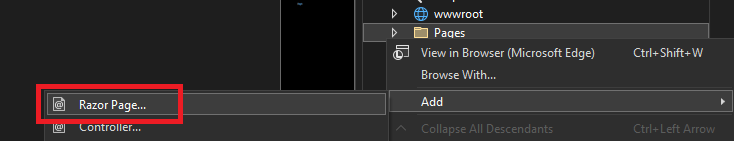 wwwroot
Pages
View in Browser (Microsoft Edge) Ctrl+Shift+W
Browse With...
Razor Page... Add
Controller... Collapse All Descendants Ctrl+Left Arrow